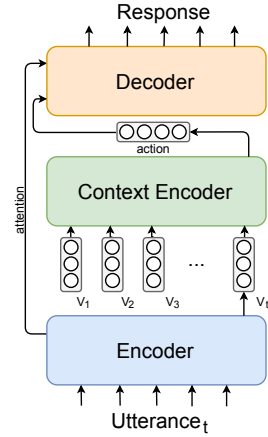 Response
Decoder
action
attention
Context Encoder
...
V1 V2 V3 Vt
Encoder
Utterancet